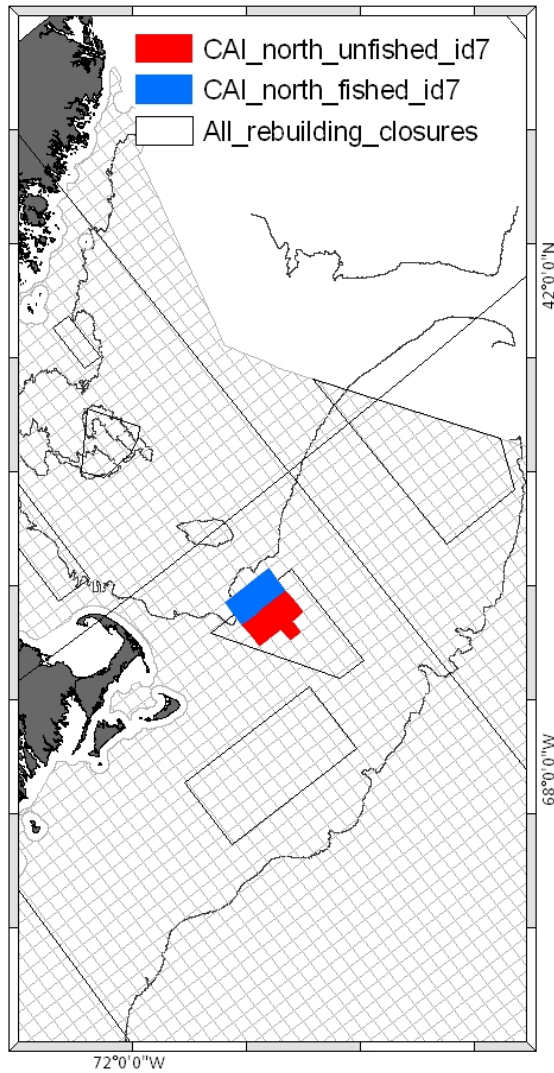 CAI_north_unfished_id7
CAI_north_fished_id7
All_rebuilding_closures
42°0'0"N
68°0'0"W
72°0'0"W